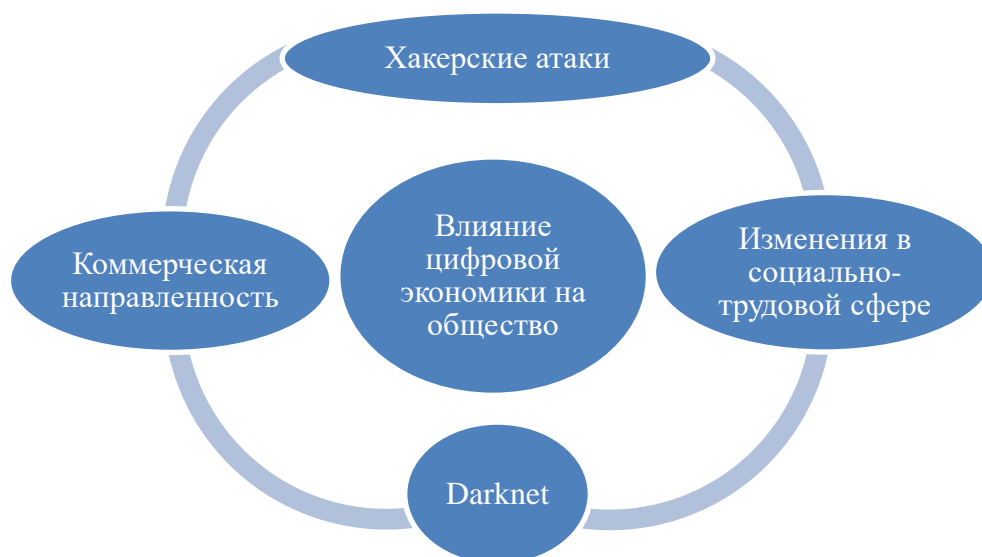 Хакерские атаки
Коммерческая
направленность
Влияние
цифровой
экономики на
общество
Изменения в
социально-
трудовой сфере
Darknet